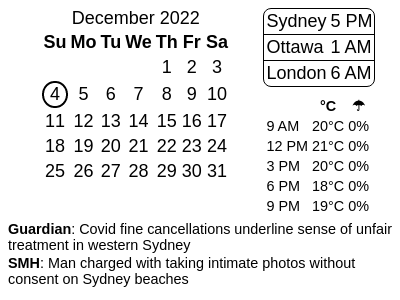 December 2022
Su Mo Tu We Th Fr Sa
1 2 3
4 5 6 7 8 9 10
11 12 13 14 15 16 17
18 19 20 21 22 23 24
25 26 27 28 29 30 31
Sydney 5 PM
Ottawa 1 AM
London 6 AM
°C ☂
9 AM 20°C 0%
12 PM 21°C 0%
3 PM 20°C 0%
6 PM 18°C 0%
9 PM 19°C 0%
Guardian: Covid fine cancellations underline sense of unfair
treatment in western Sydney
SMH: Man charged with taking intimate photos without
consent on Sydney beaches